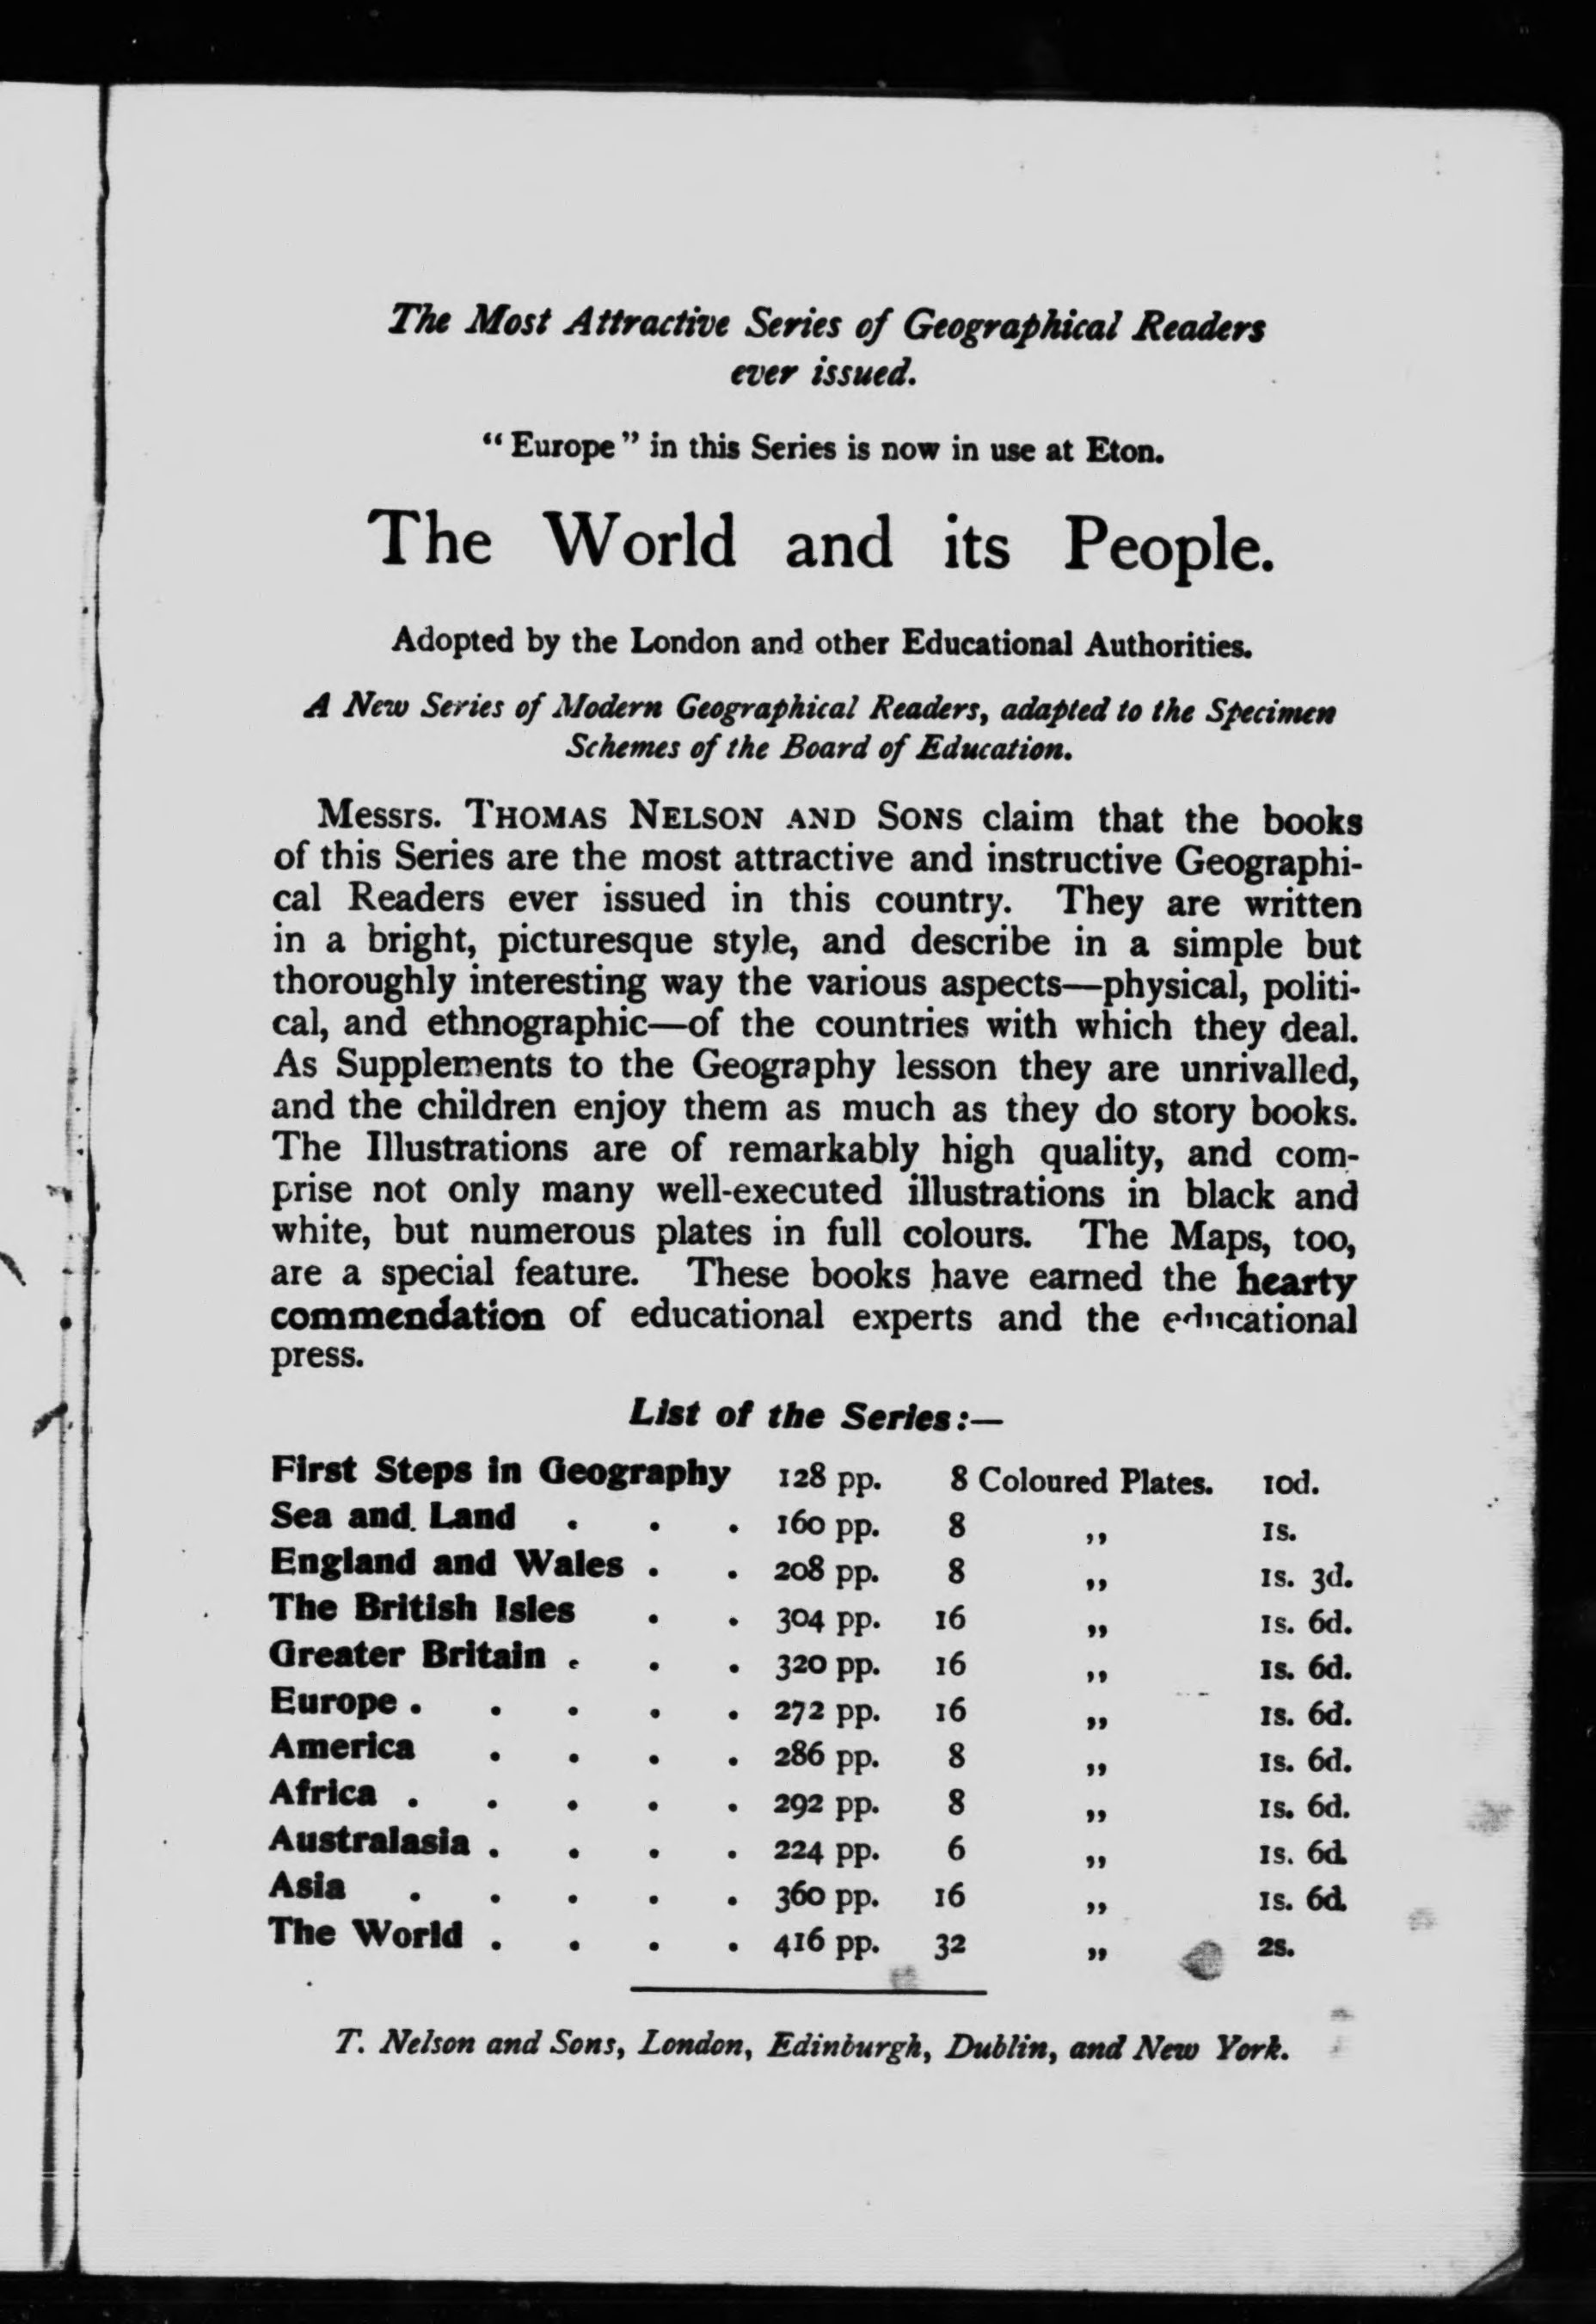 The Most Attractive Series of Geographical Readers
ever issued.
“Europe” in this Series is now in use at Eton.
The World and its People.
Adopted by the London and other Educational Authorities.
A New Series of Modern Geographical Readers, adapted to the Specimen
Schemes of the Board of Education.
Messrs. THOMAS NELSON AND SONS claim that the books
of this Series are the most attractive and instructive Geographi-
cal Readers ever issued in this country. They are written
in a bright, picturesque style, and describe in a simple but
thoroughly interesting way the various aspects—physical, politi-
cal, and ethnographic—of the countries with which they deal.
As Supplements to the Geography lesson they are unrivalled,
and the children enjoy them as much as they do story books.
The Illustrations are of remarkably high quality, and com-
prise not only many well-executed illustrations in black and
white, but numerous plates in full colours. The Maps, too,
are a special feature. These books have earned the hearty
commendation of educational experts and the educational
press.
List of the Series:—
First Steps in Geography 128 pp. 8 Coloured Plates. 10d.
Sea and Land . . . 160 pp. 8 ,, 1s.
England and Wales . . 208 pp. 8 ,, 1s. 3d.
The British Isles . . 304 pp. 16 ,, 1s. 6d.
Greater Britain . . . 320 pp. 16 ,, 1s. 6d.
Europe . . . . . 272 pp. 16 ,, 1s. 6d.
America . . . . 286 pp. 8 ,, 1s. 6d.
Africa . . . . . 292 pp. 8 ,, 1s. 6d.
Australasia . . . . 224 pp. 6 ,, 1s. 6d.
Asia . . . . . 360 pp. 16 ,, 1s. 6d.
The World . . . . 416 pp. 32 ,, 2s.
T. Nelson and Sons, London, Edinburgh, Dublin, and New York.